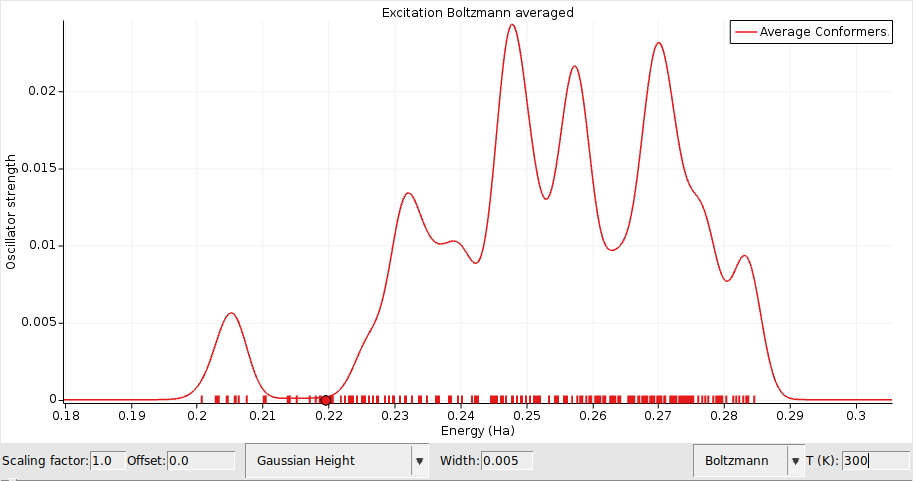 Excitation Boltzmann averaged
Average Conformers
0.02
0.015
0.01
0.005
0
Oscillator strength
0.18 0.19 0.2 0.21 0.22 0.23 0.24 0.25 0.26 0.27 0.28 0.29 0.3
Energy (Ha)
Scaling factor: 1.0 Offset: 0.0 Gaussian Height Width: 0.005 Boltzmann T (K): 300